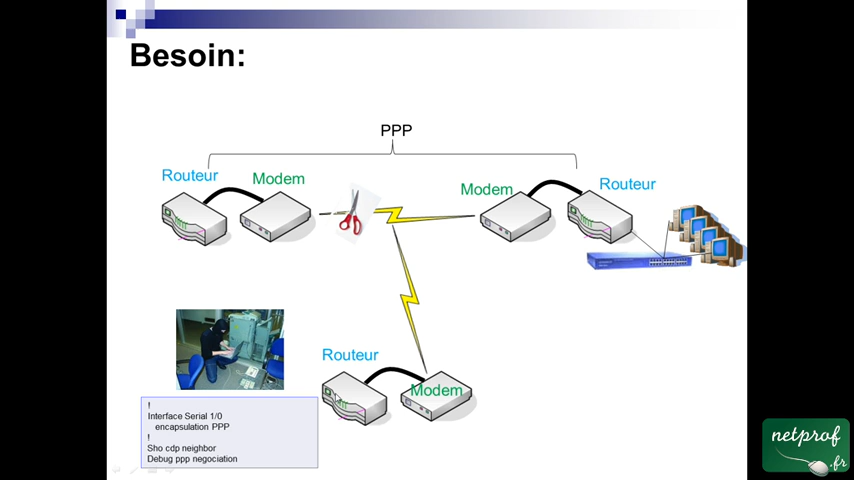 Besoin:
PPP
Routeur
Modem
Modem
Routeur
Routeur
Modem
!
Interface Serial 1/0
encapsulation PPP
!
Sho cdp neighbor
Debug ppp negociation
netprof
.fr